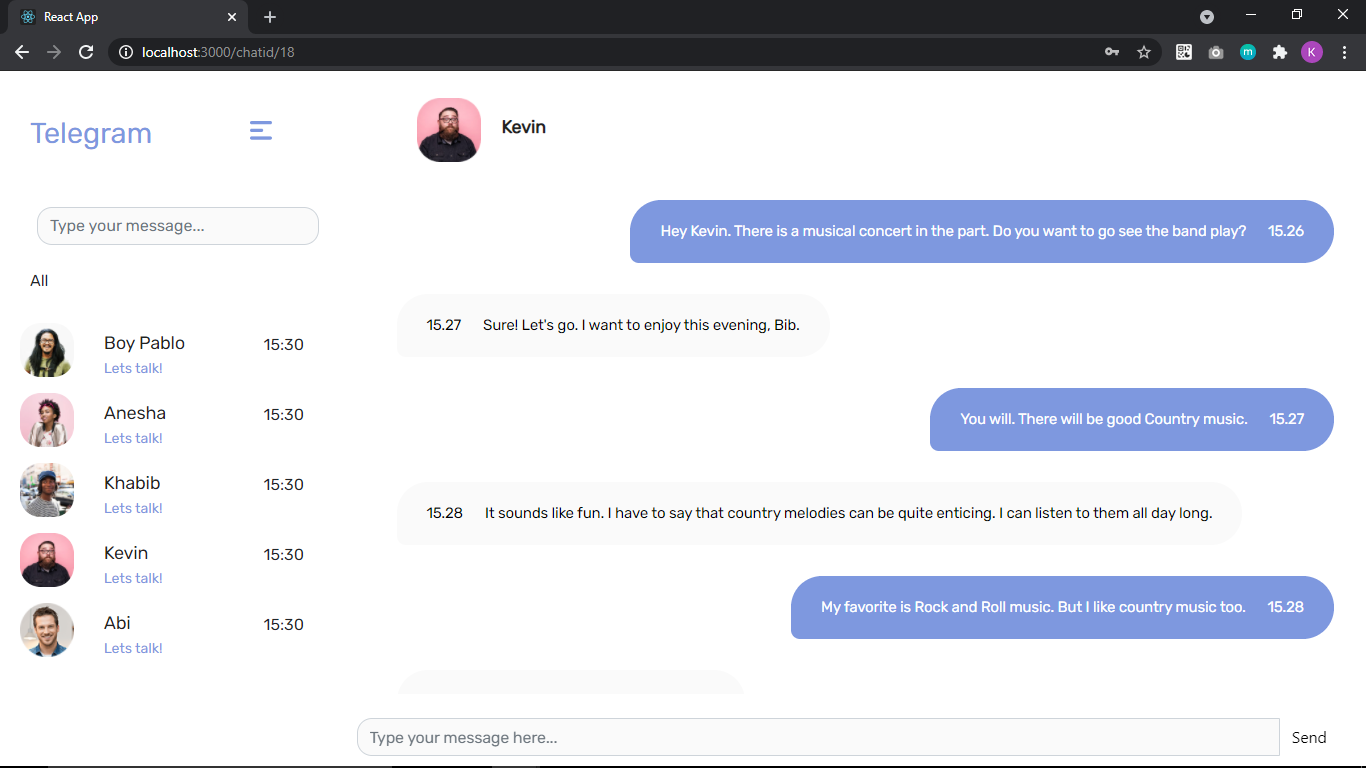 React App
localhost:3000/chatid/18
K
m
Telegram
Kevin
Type your message...
All
Boy Pablo 15:30
Lets talk!
Anesha 15:30
Lets talk!
Khabib 15:30
Lets talk!
Kevin 15:30
Lets talk!
Abi 15:30
Lets talk!
Hey Kevin. There is a musical concert in the part. Do you want to go see the band play? 15.26
15.27 Sure! Let's go. I want to enjoy this evening, Bib.
You will. There will be good Country music. 15.27
15.28 It sounds like fun. I have to say that country melodies can be quite enticing. I can listen to them all day long.
My favorite is Rock and Roll music. But I like country music too. 15.28
Type your message here... Send